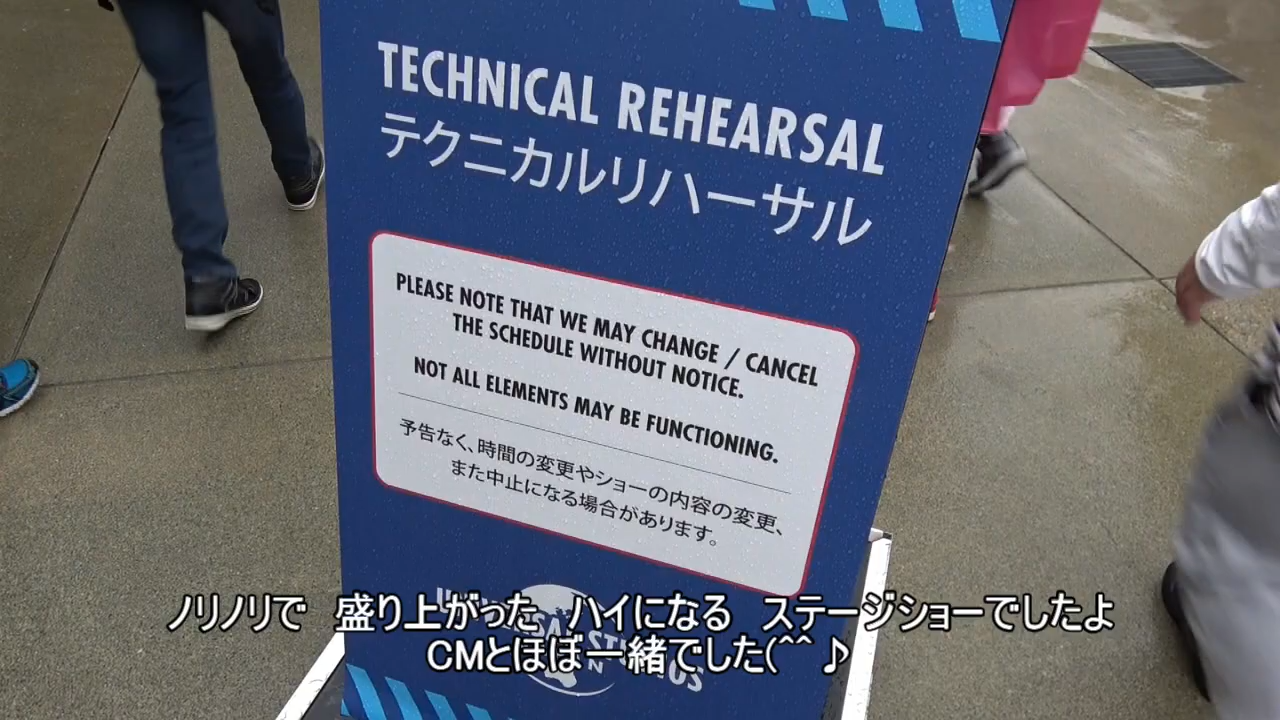 TECHNICAL REHEARSAL
テクニカルリハーサル
PLEASE NOTE THAT WE MAY CHANGE / CANCEL
THE SCHEDULE WITHOUT NOTICE.
NOT ALL ELEMENTS MAY BE FUNCTIONING.
予告なく、時間の変更やショーの内容の変更、
また中止になる場合があります。
ノリノリで 盛り上がった ハイになる ステージショーでしたよ
CMとほぼ一緒でした(^^♪